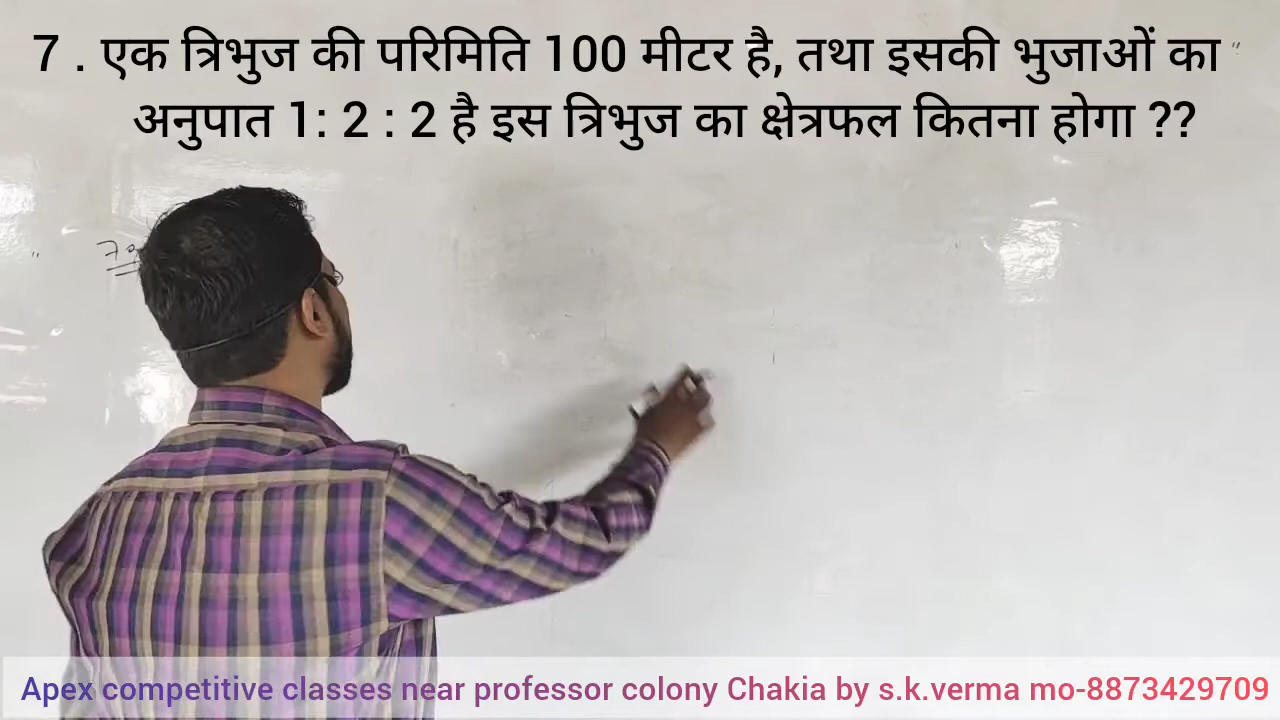 7 . एक त्रिभुज की परिमिति 100 मीटर है, तथा इसकी भुजाओं का
अनुपात 1: 2 : 2 है इस त्रिभुज का क्षेत्रफल कितना होगा ??
7
Apex competitive classes near professor colony Chakia by s.k.verma mo-8873429709